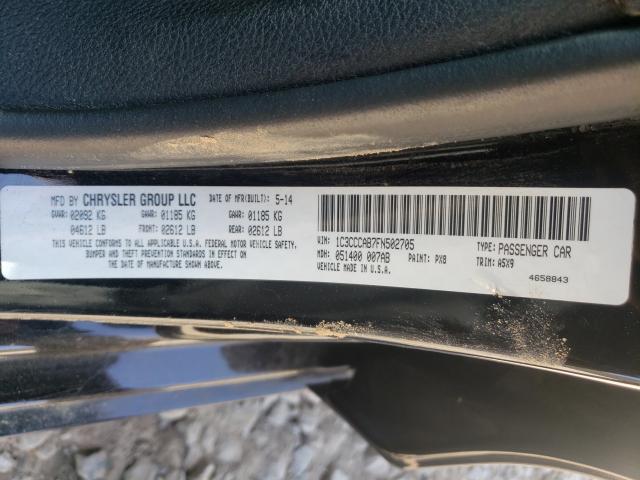 MFD BY CHRYSLER GROUP LLC DATE OF MFR(BUILT): 5-14
GVWR: 02092 KG GAWR: 01185 KG GAWR: 01185 KG
04612 LB FRONT: 02612 LB REAR: 02612 LB
THIS VEHICLE CONFORMS TO ALL APPLICABLE U.S.A. FEDERAL MOTOR VEHICLE SAFETY,
BUMPER AND THEFT PREVENTION STANDARDS IN EFFECT ON THE DATE OF MANUFACTURE SHOWN ABOVE.
VIN: 1C3CCCAB7FN502705 TYPE: PASSENGER CAR
MDH: 051400 007AB PAINT: PX8 TRIM: A5X9
VEHICLE MADE IN U.S.A.
4658843